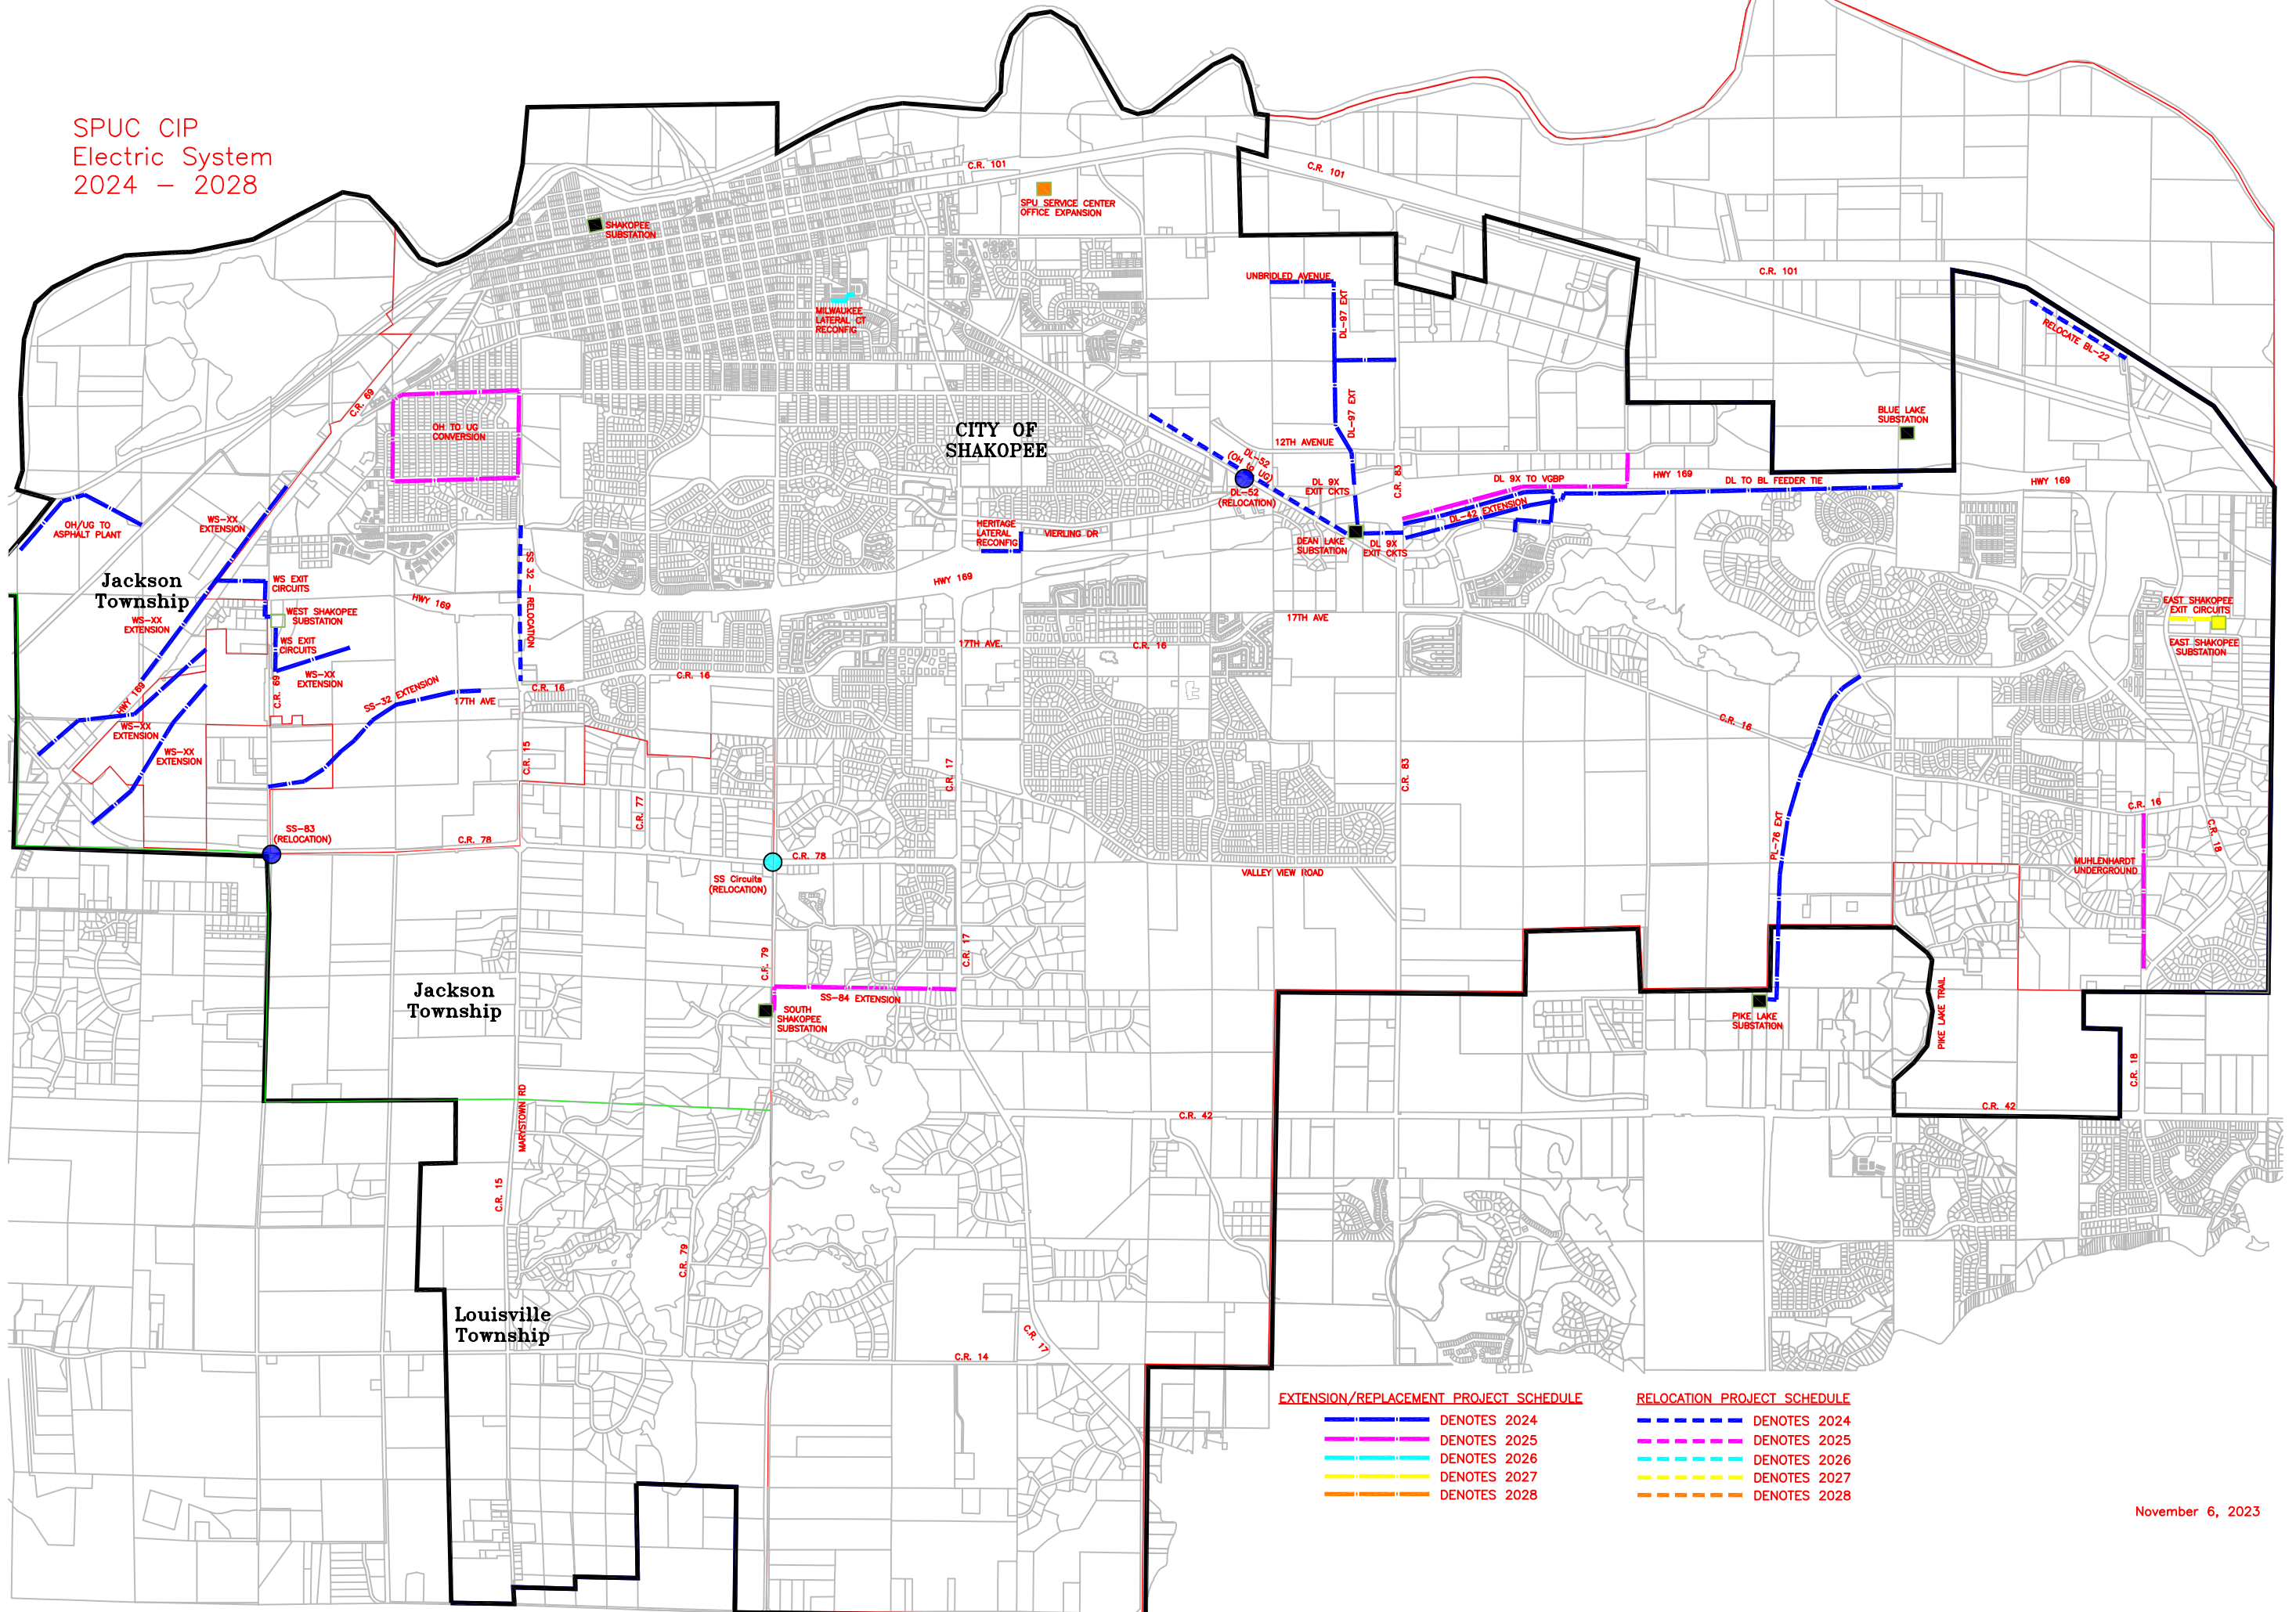 SPUC CIP
Electric System
2024 - 2028
C.R. 101
C.R. 101
SPU SERVICE CENTER
OFFICE EXPANSION
SHAKOPEE
SUBSTATION
C.R. 101
UNBRIDLED AVENUE
DL-97 EXT
RELOCATE BL-22
MILWAUKEE
LATERAL CT
RECONFIG
C.R. 69
OH TO UG
CONVERSION
CITY OF
SHAKOPEE
DL-97 EXT
BLUE LAKE
SUBSTATION
12TH AVENUE
DL-52
(OH to UG)
DL-52
(RELOCATION)
DL 9X
EXIT CKTS
C.R. 83
DL 9X TO VGBP
HWY 169
DL TO BL FEEDER TIE
HWY 169
DL-42 EXTENSION
OH/UG TO
ASPHALT PLANT
WS-XX
EXTENSION
HERITAGE
LATERAL
RECONFIG
VIERLING DR
DEAN LAKE
SUBSTATION
DL 9X
EXIT CKTS
SS 32 - RELOCATION
Jackson
Township
WS EXIT
CIRCUITS
HWY 169
HWY 169
WEST SHAKOPEE
SUBSTATION
WS-XX
EXTENSION
WS EXIT
CIRCUITS
EAST SHAKOPEE
EXIT CIRCUITS
17TH AVE
17TH AVE.
C.R. 16
EAST SHAKOPEE
SUBSTATION
WS-XX
EXTENSION
C.R. 69
HWY 169
SS-32 EXTENSION
17TH AVE
C.R. 16
C.R. 16
C.R. 16
WS-XX
EXTENSION
WS-XX
EXTENSION
C.R. 15
C.R. 77
C.R. 17
C.R. 83
C.R. 16
C.R. 18
SS-83
(RELOCATION)
C.R. 78
C.R. 78
PL-76 EXT
SS Circuits
(RELOCATION)
VALLEY VIEW ROAD
MUHLENHARDT
UNDERGROUND
C.R. 79
C.R. 17
SS-84 EXTENSION
Jackson
Township
SOUTH
SHAKOPEE
SUBSTATION
PIKE LAKE
SUBSTATION
PIKE LAKE TRAIL
C.R. 18
MARYSTOWN RD
C.R. 42
C.R. 42
C.R. 15
C.R. 79
Louisville
Township
C.R. 17
C.R. 14
EXTENSION/REPLACEMENT PROJECT SCHEDULE
DENOTES 2024
DENOTES 2025
DENOTES 2026
DENOTES 2027
DENOTES 2028
RELOCATION PROJECT SCHEDULE
DENOTES 2024
DENOTES 2025
DENOTES 2026
DENOTES 2027
DENOTES 2028
November 6, 2023